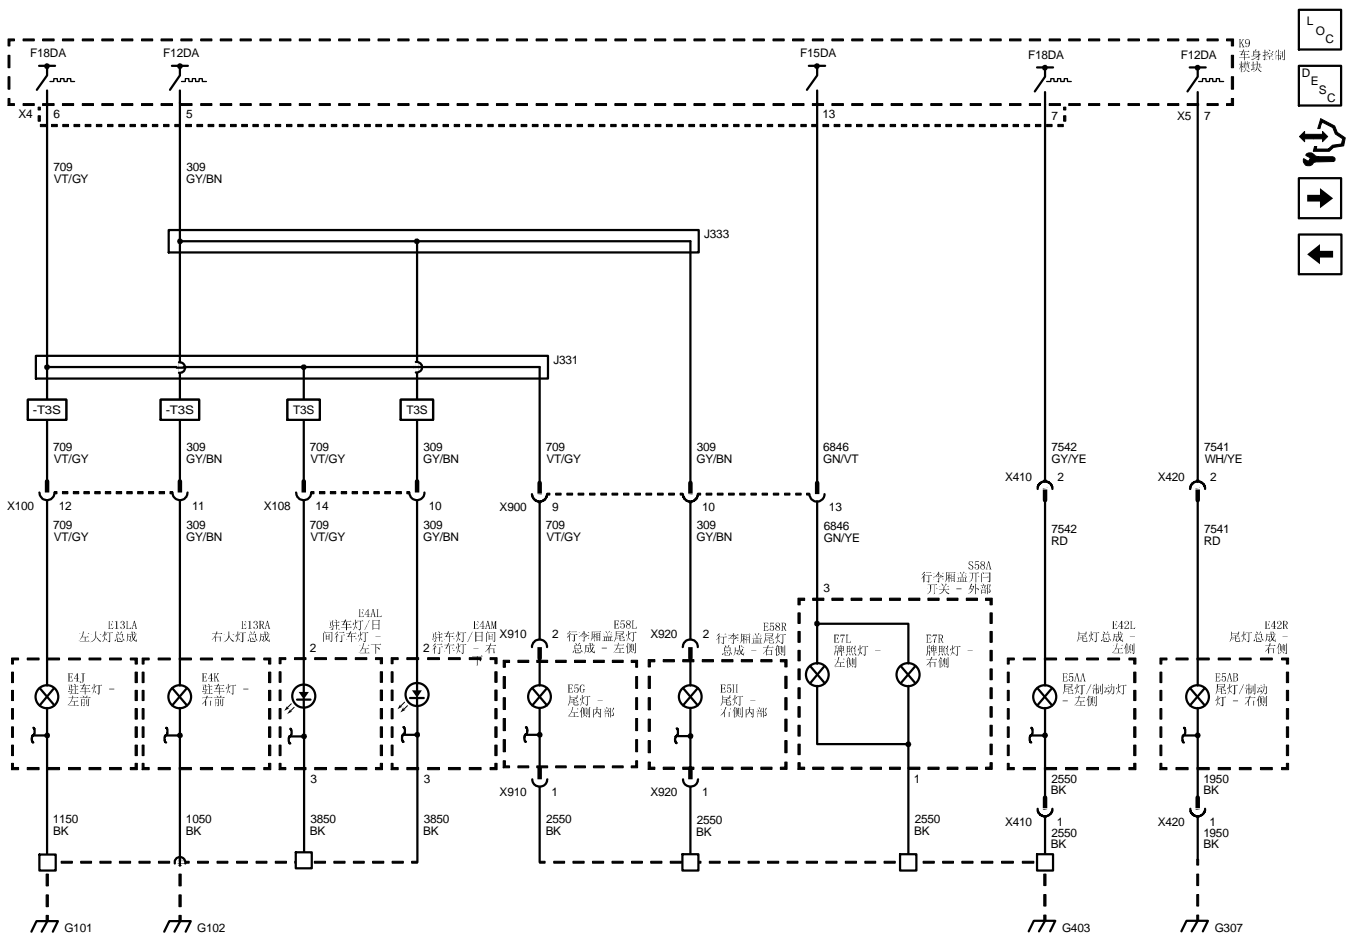 F18DA
F12DA
F15DA
F18DA
F12DA
K9
车身控制
模块
LOC
DESC
X4
6
5
13
7
X5
7
709
VT/GY
309
GY/BN
J333
J331
-T3S
-T3S
T3S
T3S
709
VT/GY
309
GY/BN
709
VT/GY
309
GY/BN
709
VT/GY
309
GY/BN
6846
GN/VT
7542
GY/YE
7541
WH/YE
X410
2
X420
2
X100
12
11
X108
14
10
X900
9
10
13
709
VT/GY
309
GY/BN
709
VT/GY
309
GY/BN
709
VT/GY
309
GY/BN
6846
GN/YE
7542
RD
7541
RD
S58A
行李厢盖开闩
开关 - 外部
3
E13LA
左大灯总成
E13RA
右大灯总成
E4AL
驻车灯/日
间行车灯 -
左下
2
E4AM
驻车灯/日间
行车灯 - 右
下
2
X910
2
E58L
行李厢盖尾灯
总成 - 左侧
X920
2
E58R
行李厢盖尾灯
总成 - 右侧
E42L
尾灯总成 -
左侧
E42R
尾灯总成 -
右侧
E4J
驻车灯 -
左前
E4K
驻车灯 -
右前
E5G
尾灯 -
左侧内部
E5H
尾灯 -
右侧内部
E7L
牌照灯 -
左侧
E7R
牌照灯 -
右侧
E5AA
尾灯/制动灯
- 左侧
E5AB
尾灯/制动
灯 - 右侧
3
3
X910
1
X920
1
1
2550
BK
1950
BK
1150
BK
1050
BK
3850
BK
3850
BK
2550
BK
2550
BK
2550
BK
X410
1
2550
BK
X420
1
1950
BK
G101
G102
G403
G307